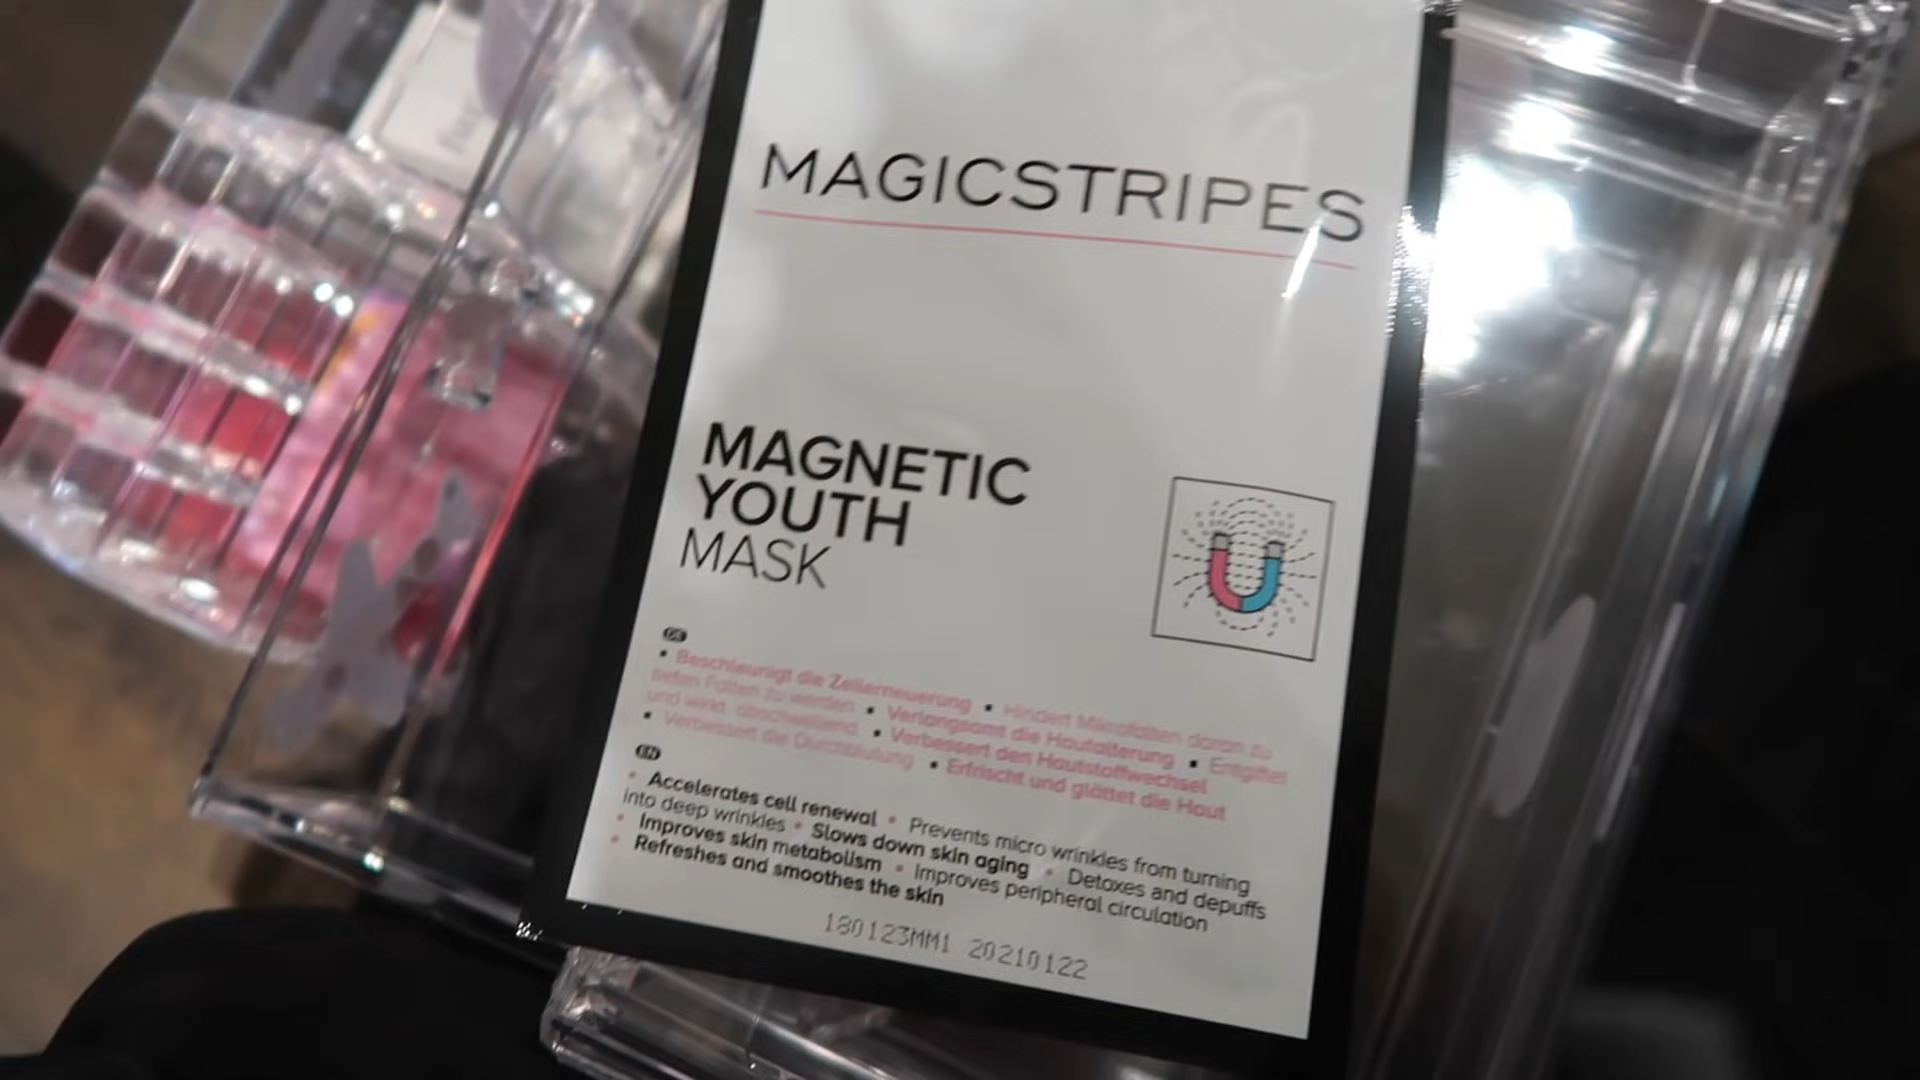 MAGICSTRIPES
MAGNETIC
YOUTH
MASK
DE
• Beschleunigt die Zellerneuerung • Hindert Mikrofalten daran zu
tiefen Falten zu werden • Verlangsamt die Hautalterung • Entgiftet
und wirkt abschwellend • Verbessert den Hautstoffwechsel
• Verbessert die Durchblutung • Erfrischt und glättet die Haut
EN
• Accelerates cell renewal • Prevents micro wrinkles from turning
into deep wrinkles • Slows down skin aging • Detoxes and depuffs
• Improves skin metabolism • Improves peripheral circulation
• Refreshes and smoothes the skin
180123MM1 20210122